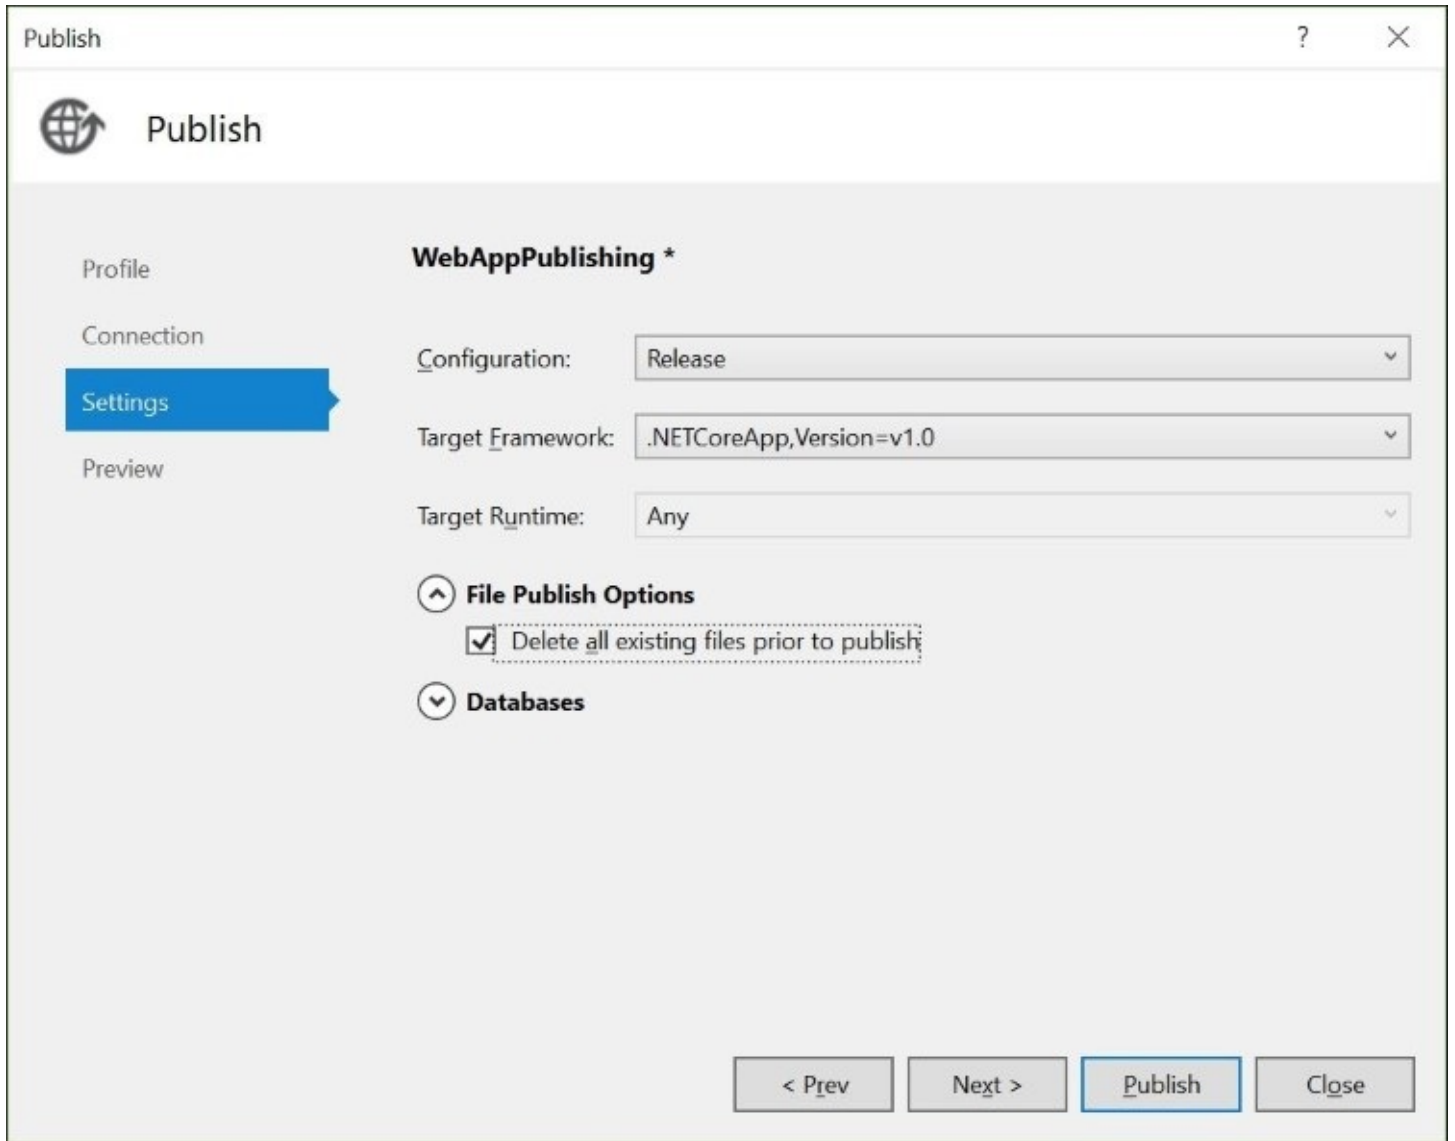 Publish ?
Publish
Profile
Connection
Settings
Preview
WebAppPublishing *
Configuration: Release
Target Framework: .NETCoreApp,Version=v1.0
Target Runtime: Any
File Publish Options
Delete all existing files prior to publish
Databases
< Prev Next > Publish Close